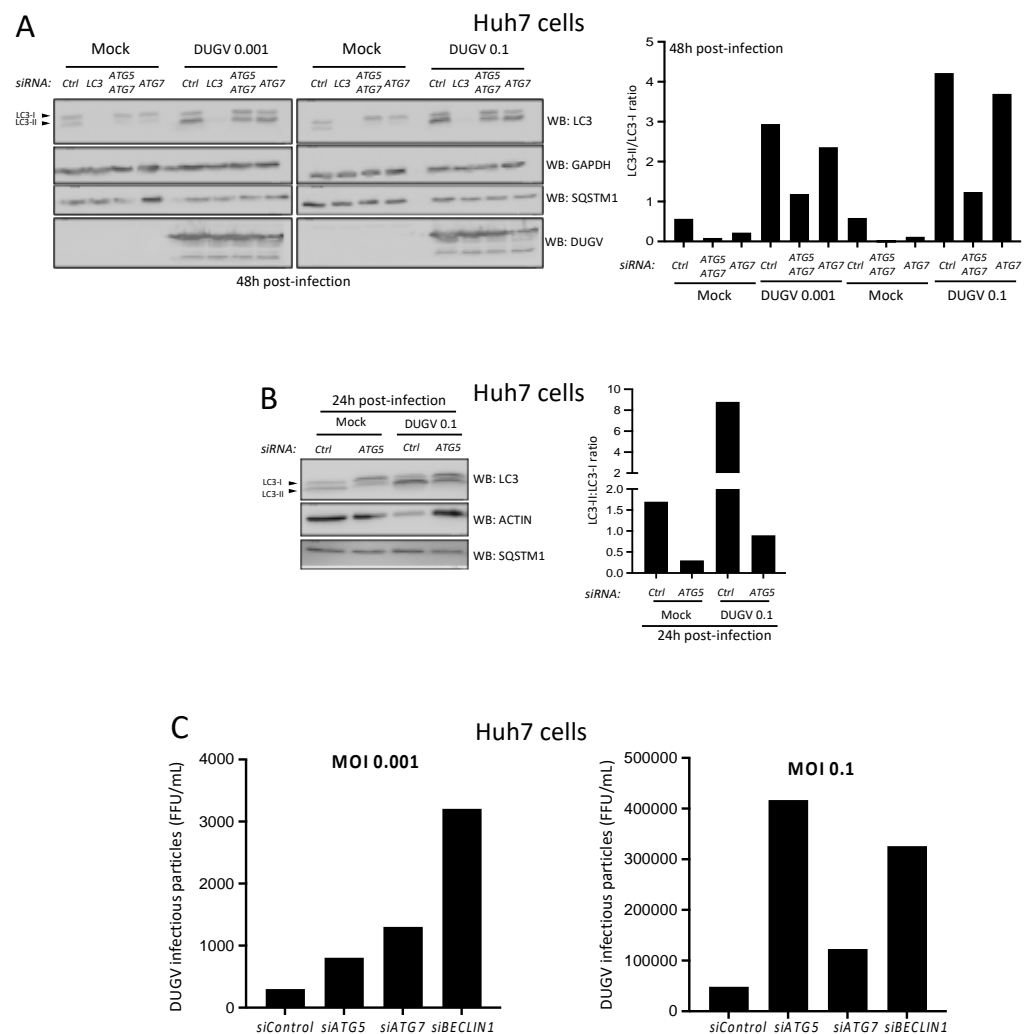 A
Huh7 cells
Mock
DUGV 0.001
Mock
DUGV 0.1
siRNA:
Ctrl LC3 ATG5 ATG7 ATG7 Ctrl LC3 ATG5 ATG7 ATG7 Ctrl LC3 ATG5 ATG7 ATG7 Ctrl LC3 ATG5 ATG7 ATG7
LC3-I
LC3-II
WB: LC3
WB: GAPDH
WB: SQSTM1
WB: DUGV
48h post-infection
48h post-infection
LC3-II/LC3-I ratio
5
4
3
2
1
0
siRNA:
Ctrl ATG5 ATG7 ATG7 Ctrl ATG5 ATG7 ATG7 Ctrl ATG5 ATG7 ATG7 Ctrl ATG5 ATG7 ATG7
Mock
DUGV 0.001
Mock
DUGV 0.1
B
Huh7 cells
24h post-infection
Mock
DUGV 0.1
siRNA:
Ctrl ATG5 Ctrl ATG5
LC3-I
LC3-II
WB: LC3
WB: ACTIN
WB: SQSTM1
LC3-II:LC3-I ratio
10
8
6
4
2
2.0
1.5
1.0
0.5
0.0
siRNA:
Ctrl ATG5 Ctrl ATG5
Mock
DUGV 0.1
24h post-infection
C
Huh7 cells
MOI 0.001
DUGV infectious particles (FFU/mL)
4000
3000
2000
1000
0
siControl siATG5 siATG7 siBECLIN1
MOI 0.1
DUGV infectious particles (FFU/mL)
500000
400000
300000
200000
100000
0
siControl siATG5 siATG7 siBECLIN1